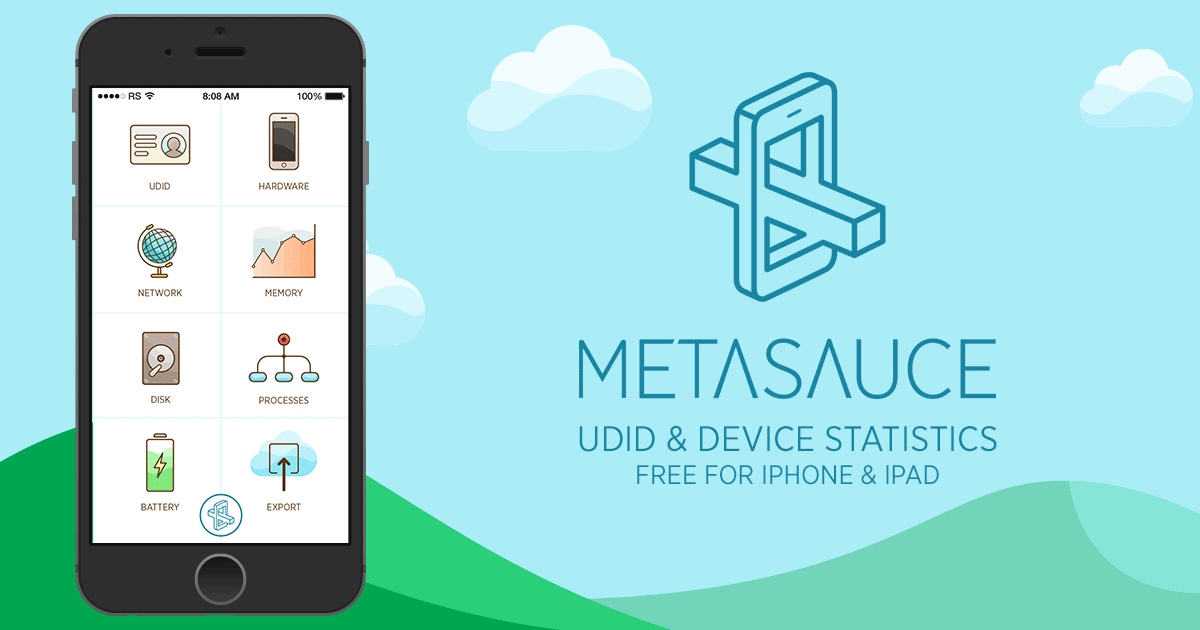 RS 8:08 AM 100%
UDID HARDWARE
NETWORK MEMORY
DISK PROCESSES
BATTERY EXPORT
METASAUCE
UDID & DEVICE STATISTICS
FREE FOR IPHONE & IPAD